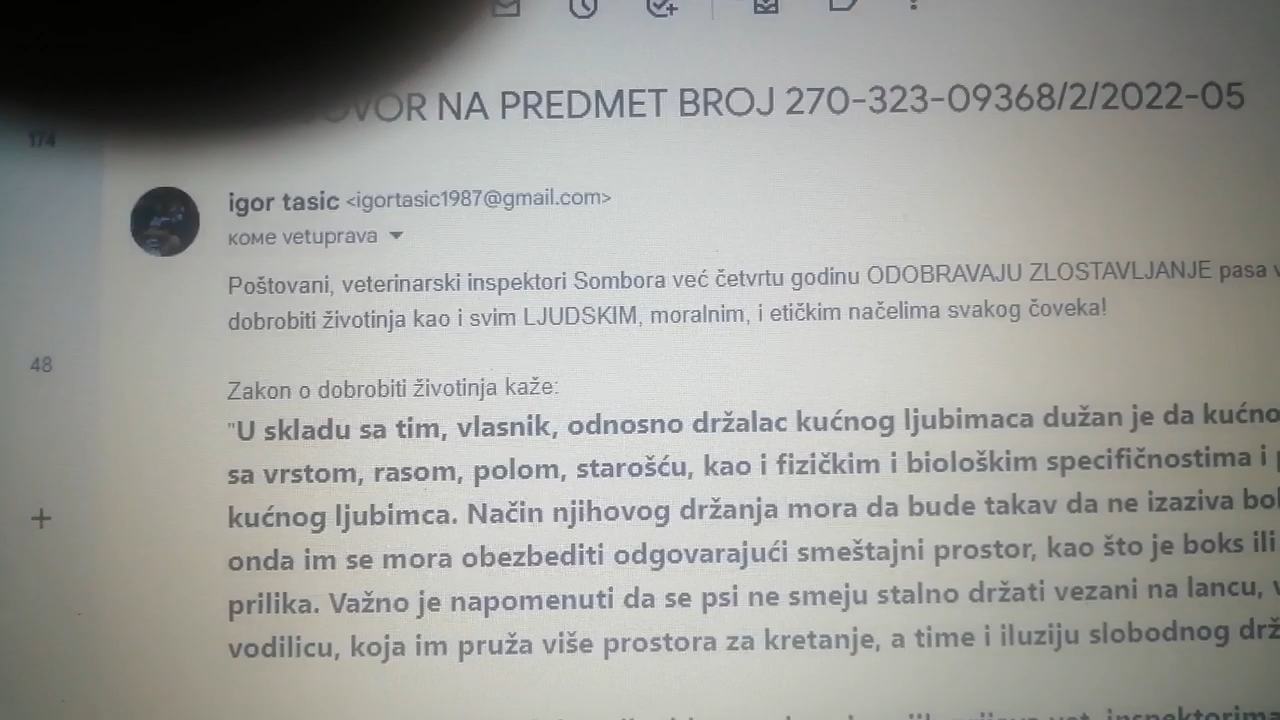 OVOR NA PREDMET BROJ 270-323-09368/2/2022-05
174
igor tasic <igortasic1987@gmail.com>
коме vetuprava
Poštovani, veterinarski inspektori Sombora već četvrtu godinu ODOBRAVAJU ZLOSTAVLJANJE pasa
dobrobiti životinja kao i svim LJUDSKIM, moralnim, i etičkim načelima svakog čoveka!
48
Zakon o dobrobiti životinja kaže:
"U skladu sa tim, vlasnik, odnosno držalac kućnog ljubimaca dužan je da kućno
sa vrstom, rasom, polom, starošću, kao i fizičkim i biološkim specifičnostima i
kućnog ljubimca. Način njihovog držanja mora da bude takav da ne izaziva bol
onda im se mora obezbediti odgovarajući smeštajni prostor, kao što je boks ili
prilika. Važno je napomenuti da se psi ne smeju stalno držati vezani na lancu,
vodilicu, koja im pruža više prostora za kretanje, a time i iluziju slobodnog drž
inspektorima